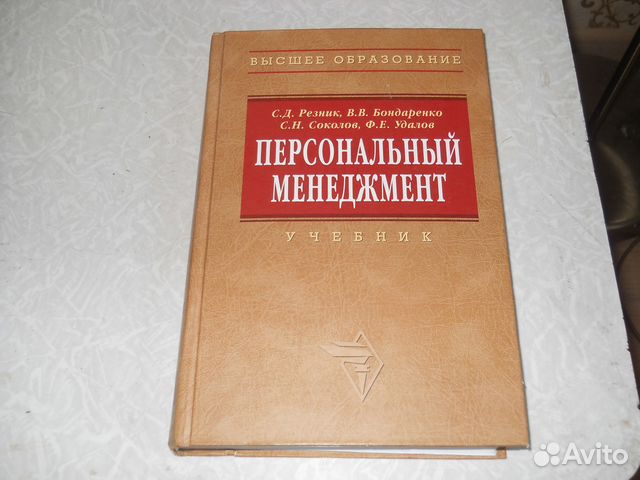 ВЫСШЕЕ ОБРАЗОВАНИЕ
С.Д. Резник, В.В. Бондаренко
С.Н. Соколов, Ф.Е. Удалов
ПЕРСОНАЛЬНЫЙ
МЕНЕДЖМЕНТ
УЧЕБНИК
Avito